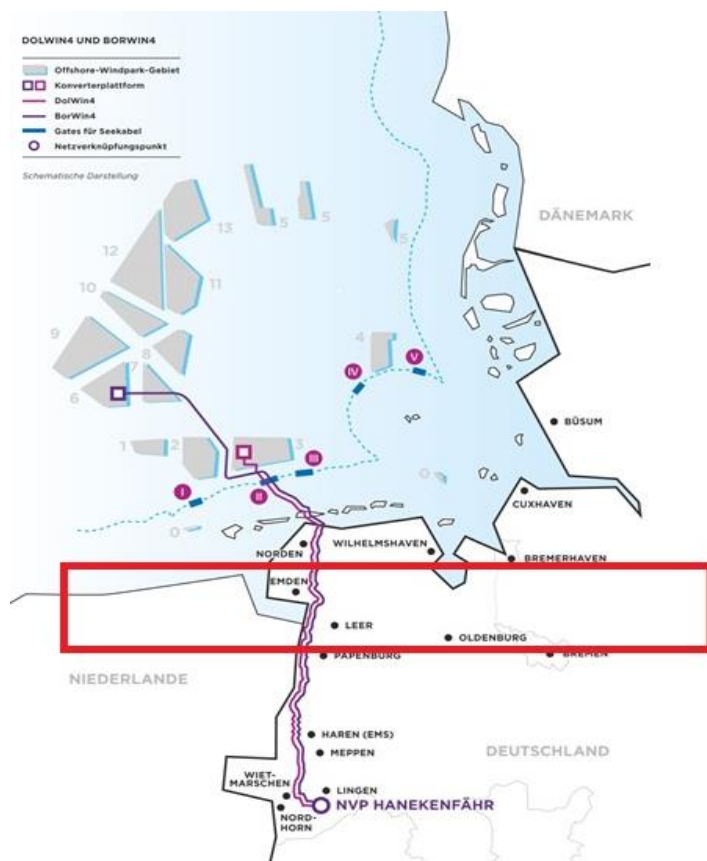 DOLWIN4 UND BORWIN4
Offshore-Windpark-Gebiet
Konverterplattform
DolWin4
BorWin4
Gates für Seekabel
Netzverknüpfungspunkt
Schematische Darstellung
5
5
5
13
12
11
10
9
8
7
6
4
IV
V
DÄNEMARK
BÜSUM
1
2
3
III
II
I
0
0
CUXHAVEN
NORDEN
WILHELMSHAVEN
BREMERHAVEN
EMDEN
LEER
OLDENBURG
PAPENBURG
BREMEN
NIEDERLANDE
HAREN (EMS)
MEPPEN
DEUTSCHLAND
WIET-
MARSCHEN
LINGEN
NVP HANEKENFÄHR
NORD-
HORN